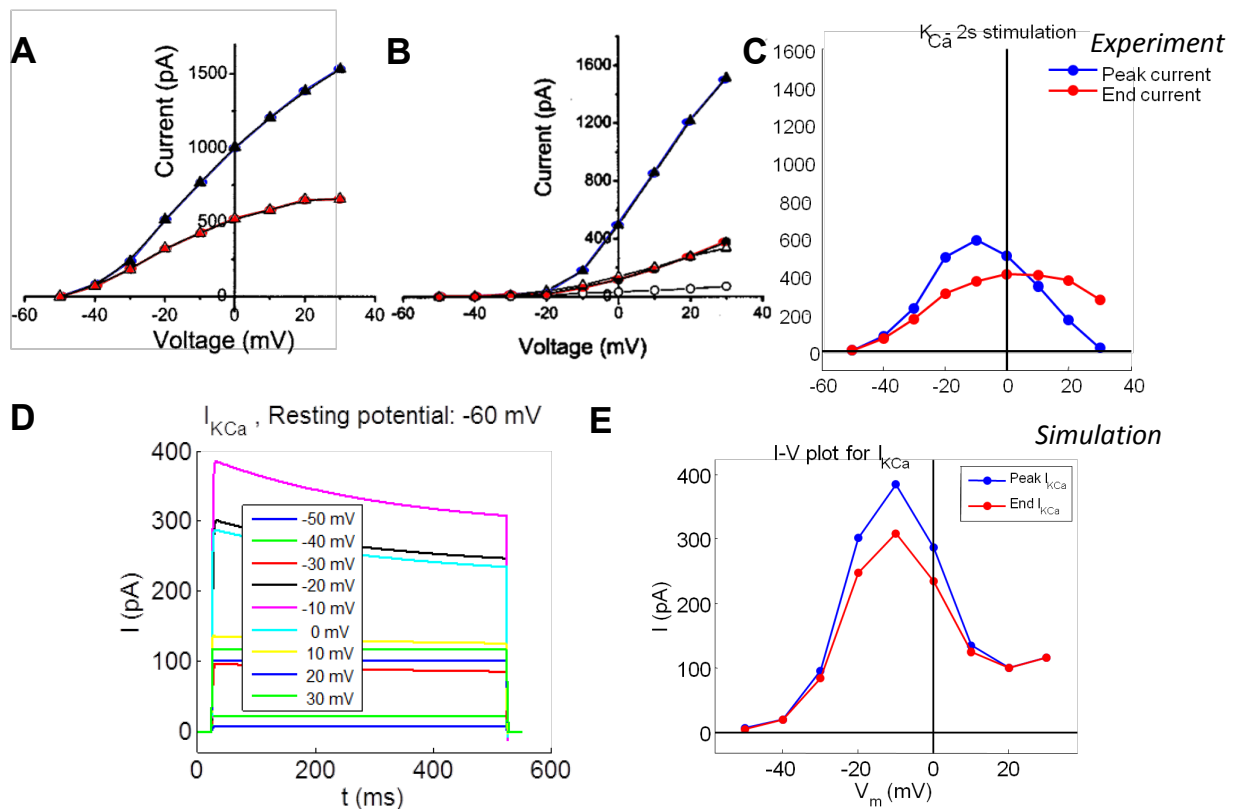 A
Current (pA)
1500
1000
500
0
-60 -40 -20 0 20 40
Voltage (mV)
B
Current (pA)
1600
1200
800
400
0
-60 -40 -20 0 20 40
Voltage (mV)
C
K Ca - 2s stimulation
Experiment
Peak current
End current
1600
1400
1200
1000
800
600
400
200
0
-60 -40 -20 0 20 40
D
I KCa , Resting potential: -60 mV
I (pA)
400
300
200
100
0
-50 mV
-40 mV
-30 mV
-20 mV
-10 mV
0 mV
10 mV
20 mV
30 mV
0 200 400 600
t (ms)
E
Simulation
I-V plot for I KCa
Peak I KCa
End I KCa
I (pA)
400
300
200
100
0
-40 -20 0 20
V m (mV)